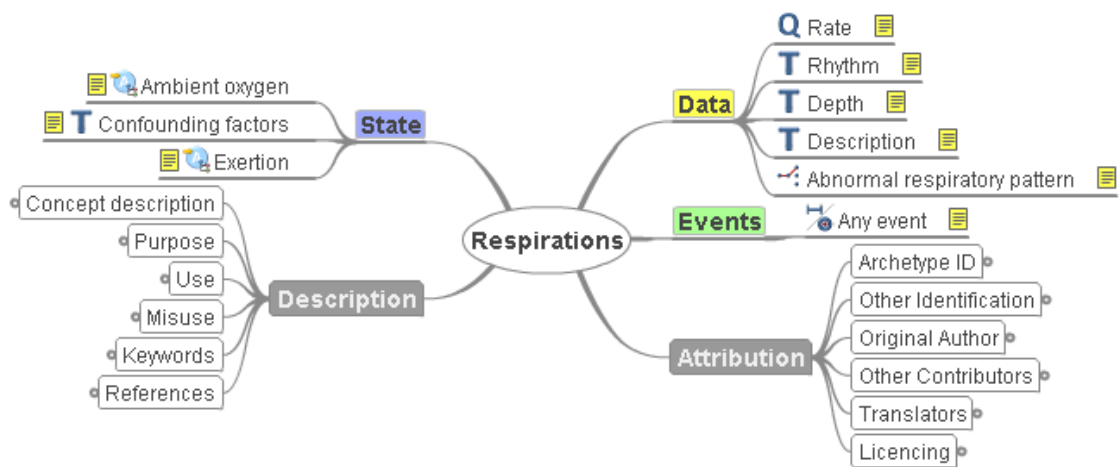 Respirations
State
Ambient oxygen
T Confounding factors
Exertion
Description
Concept description
Purpose
Use
Misuse
Keywords
References
Data
Q Rate
T Rhythm
T Depth
T Description
Abnormal respiratory pattern
Events
Any event
Attribution
Archetype ID
Other Identification
Original Author
Other Contributors
Translators
Licencing